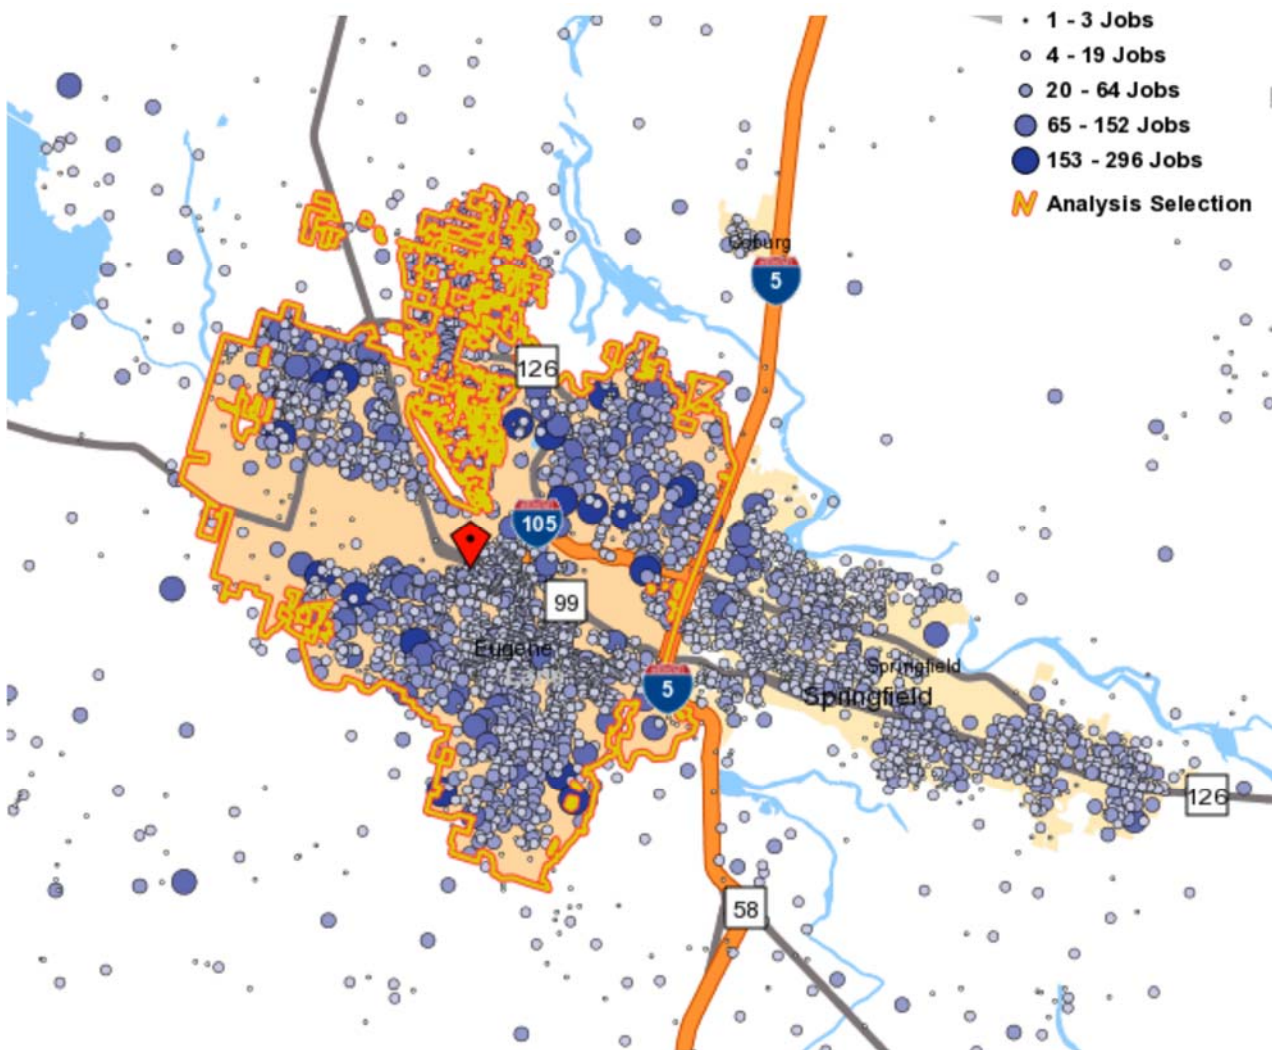 1 - 3 Jobs
4 - 19 Jobs
20 - 64 Jobs
65 - 152 Jobs
153 - 296 Jobs
Analysis Selection
Coburg
5
126
105
99
Eugene
Lane
5
Springfield
Springfield
126
58